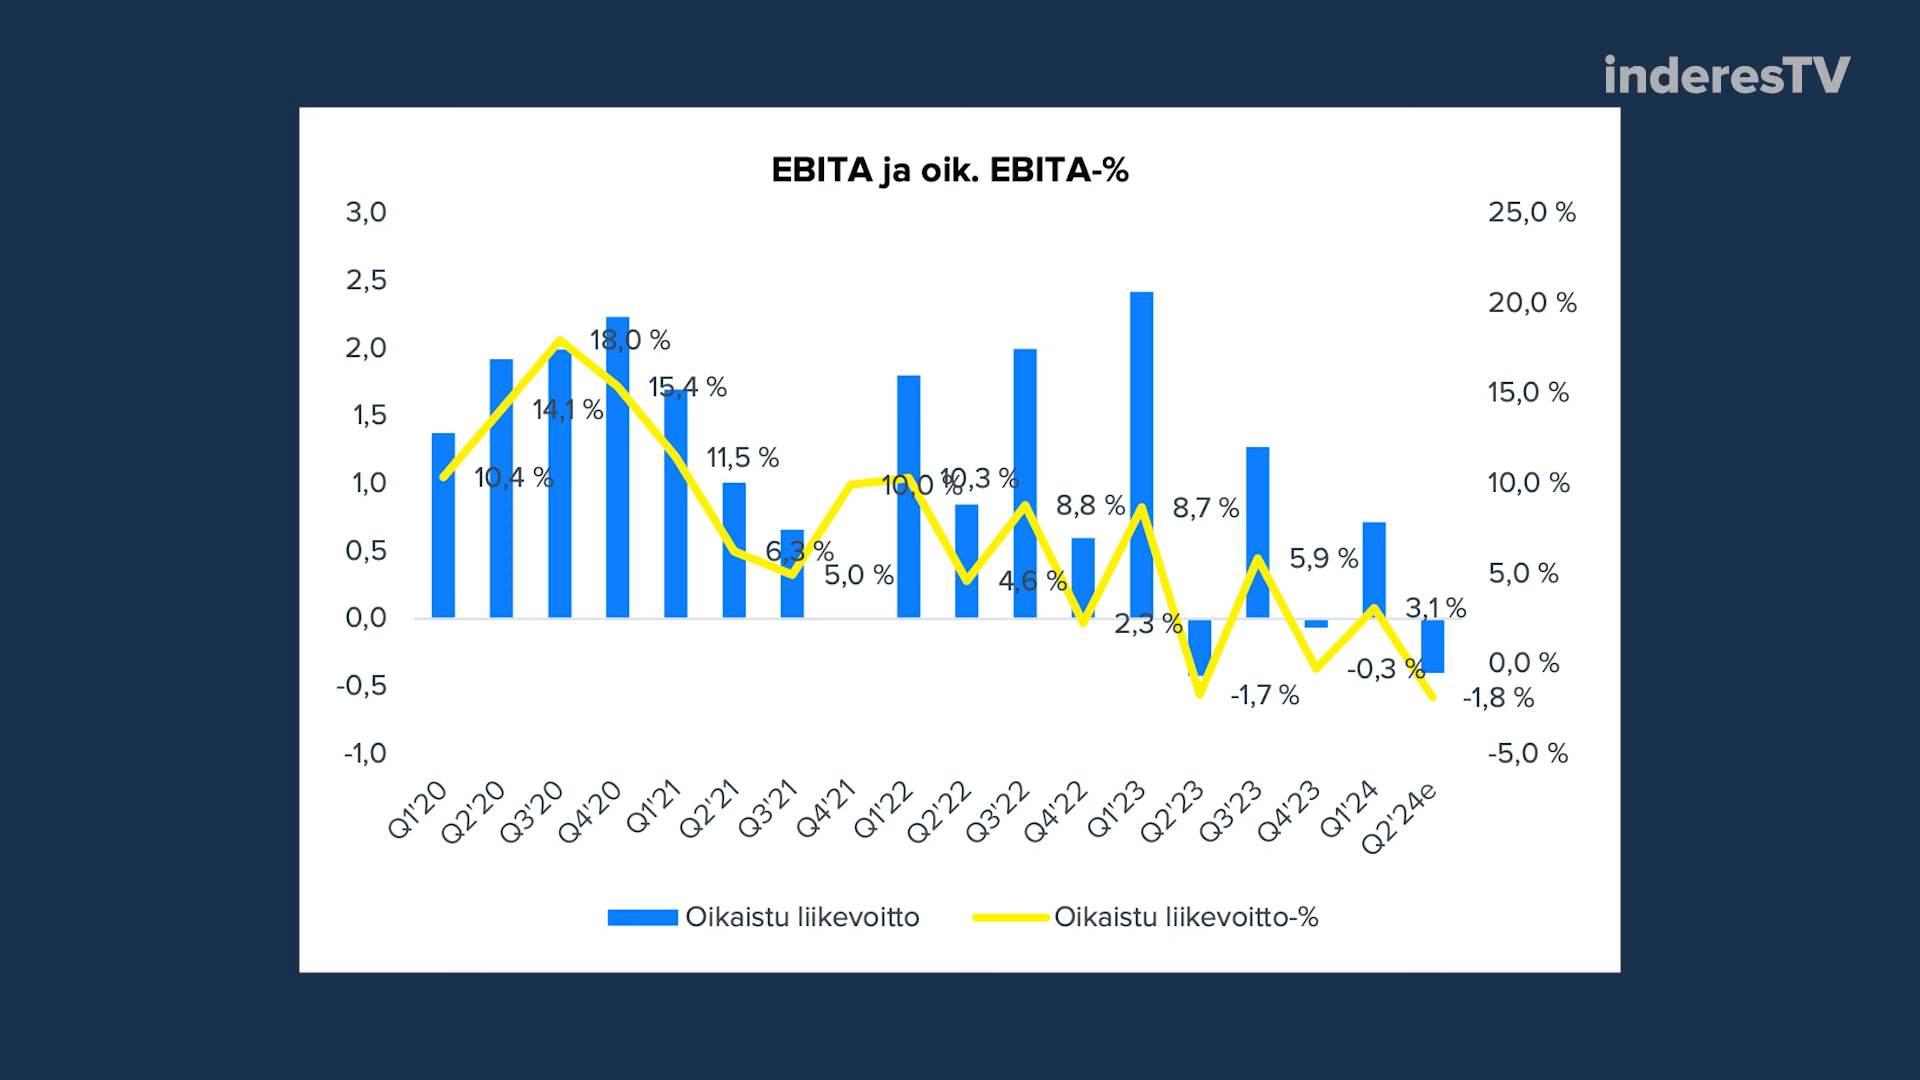 inderesTV
EBITA ja oik. EBITA-%
3,0
2,5
2,0
1,5
1,0
0,5
0,0
-0,5
-1,0
25,0 %
20,0 %
15,0 %
10,0 %
5,0 %
0,0 %
-5,0 %
10,4 %
14,1 %
18,0 %
15,4 %
11,5 %
6,3 %
5,0 %
10,0 %
10,3 %
4,6 %
8,8 %
2,3 %
8,7 %
-1,7 %
5,9 %
-0,3 %
3,1 %
-1,8 %
Q1'20
Q2'20
Q3'20
Q4'20
Q1'21
Q2'21
Q3'21
Q4'21
Q1'22
Q2'22
Q3'22
Q4'22
Q1'23
Q2'23
Q3'23
Q4'23
Q1'24
Q2'24e
Oikaistu liikevoitto
Oikaistu liikevoitto-%